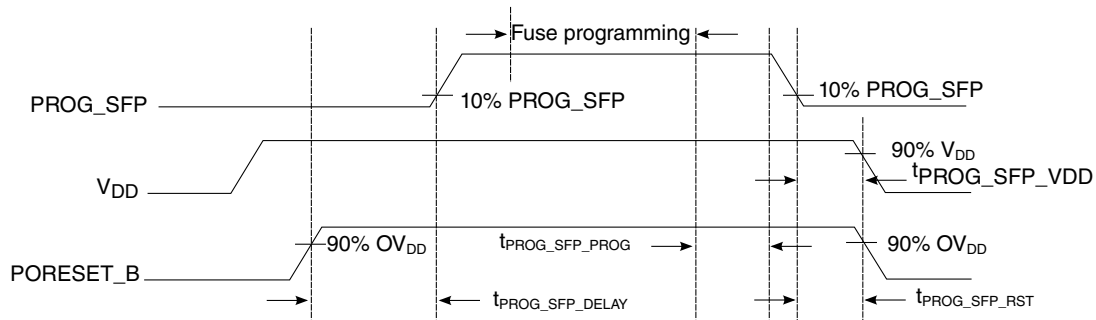 Fuse programming
PROG_SFP
10% PROG_SFP
10% PROG_SFP
VDD
90% VDD
tPROG_SFP_VDD
PORESET_B
90% OVDD
tPROG_SFP_PROG
90% OVDD
tPROG_SFP_DELAY
tPROG_SFP_RST